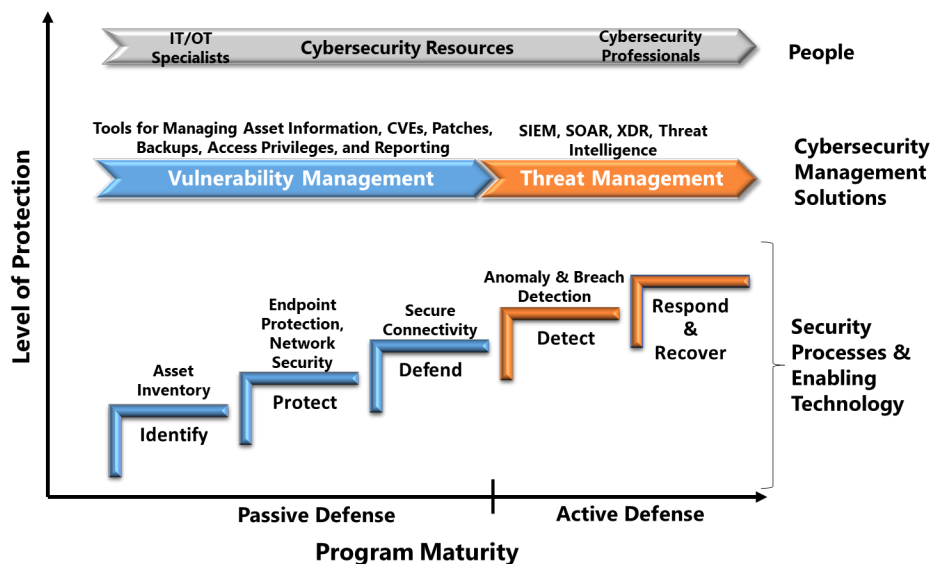 IT/OT
Specialists
Cybersecurity Resources
Cybersecurity
Professionals
People
Tools for Managing Asset Information, CVEs, Patches,
Backups, Access Privileges, and Reporting
SIEM, SOAR, XDR, Threat
Intelligence
Vulnerability Management
Threat Management
Cybersecurity
Management
Solutions
Level of Protection
Asset
Inventory
Identify
Endpoint
Protection,
Network
Security
Protect
Secure
Connectivity
Defend
Anomaly & Breach
Detection
Detect
Respond
&
Recover
Security
Processes &
Enabling
Technology
Passive Defense
Active Defense
Program Maturity